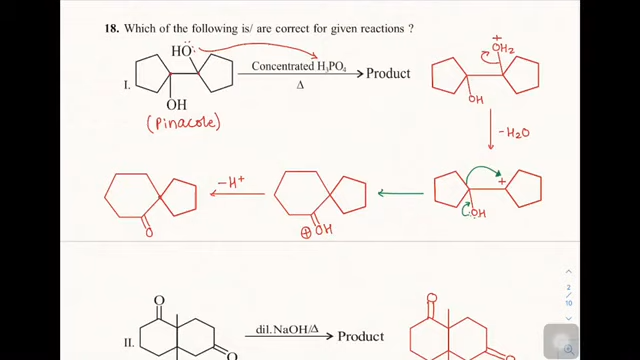 18. Which of the following is/ are correct for given reactions ?
HO
I.
Concentrated H₃PO₄
Δ
Product
OH
(Pinacole)
+
OH₂
OH
-H₂O
+
OH
⊕ OH
-H⁺
O
2
/
10
O
II.
dil.NaOH/Δ
Product
O
O
O